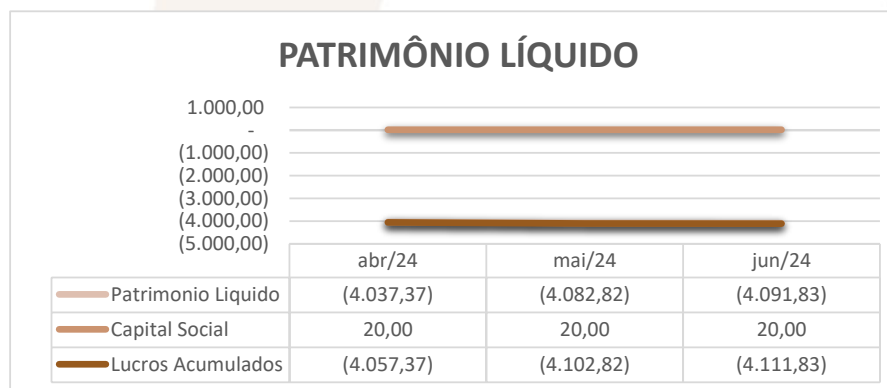 PATRIMÔNIO LÍQUIDO
1.000,00
-
(1.000,00)
(2.000,00)
(3.000,00)
(4.000,00)
(5.000,00)
abr/24 mai/24 jun/24
Patrimonio Liquido (4.037,37) (4.082,82) (4.091,83)
Capital Social 20,00 20,00 20,00
Lucros Acumulados (4.057,37) (4.102,82) (4.111,83)